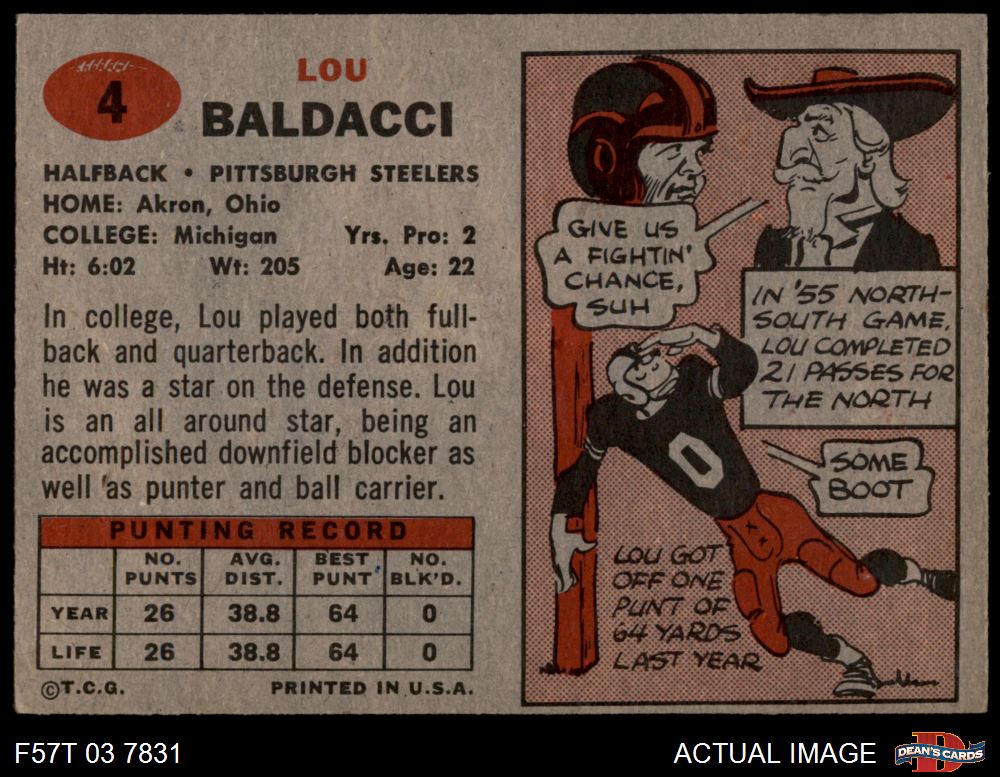 4
LOU
BALDACCI
HALFBACK • PITTSBURGH STEELERS
HOME: Akron, Ohio
COLLEGE: Michigan Yrs. Pro: 2
Ht: 6:02 Wt: 205 Age: 22
In college, Lou played both full-
back and quarterback. In addition
he was a star on the defense. Lou
is an all around star, being an
accomplished downfield blocker as
well as punter and ball carrier.
PUNTING RECORD
NO. PUNTS AVG. DIST. BEST PUNT NO. BLK'D.
YEAR 26 38.8 64 0
LIFE 26 38.8 64 0
©T.C.G. PRINTED IN U.S.A.
GIVE US
A FIGHTIN'
CHANCE,
SUH
IN '55 NORTH-
SOUTH GAME,
LOU COMPLETED
21 PASSES FOR
THE NORTH
0
SOME
BOOT
LOU GOT
OFF ONE
PUNT OF
64 YARDS
LAST YEAR
F57T 03 7831
ACTUAL IMAGE
D
DEAN'S CARDS